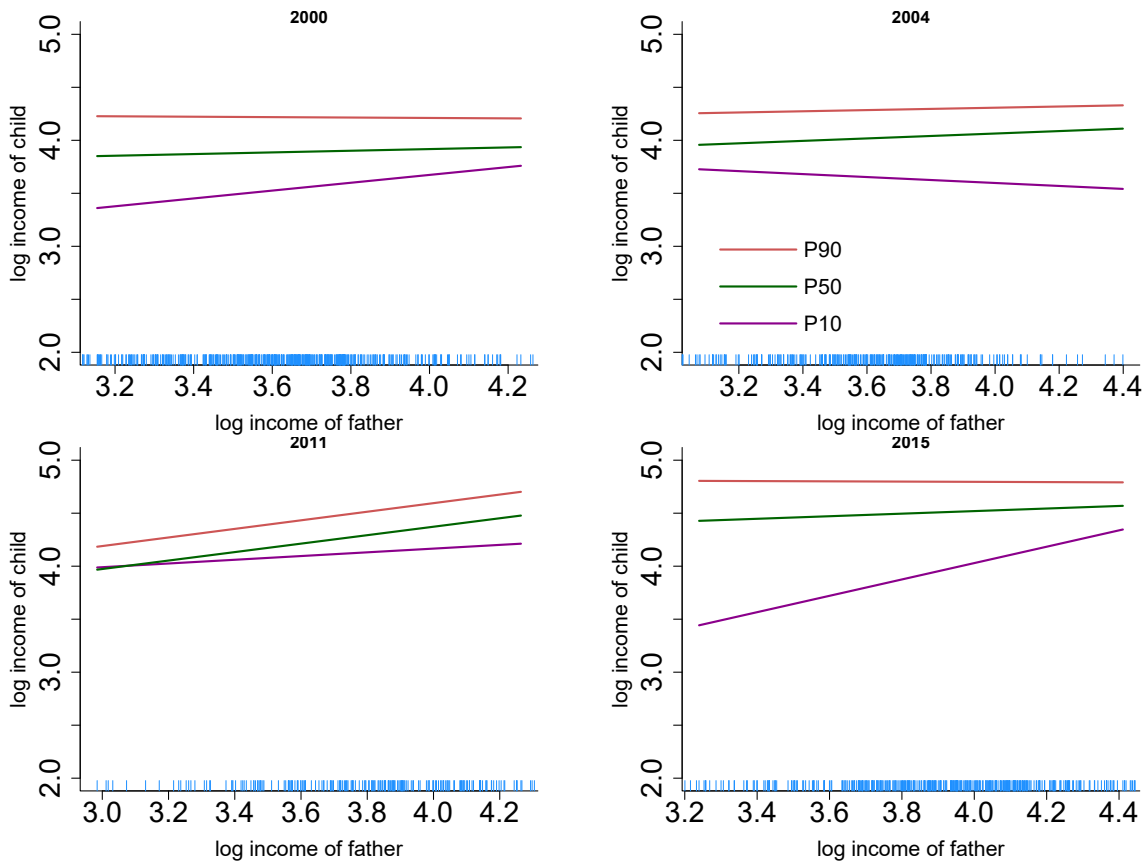 2000
5.0
4.0
3.0
2.0
log income of child
3.2 3.4 3.6 3.8 4.0 4.2
log income of father
2004
5.0
4.0
3.0
2.0
log income of child
P90
P50
P10
3.2 3.4 3.6 3.8 4.0 4.2 4.4
log income of father
2011
5.0
4.0
3.0
2.0
log income of child
3.0 3.2 3.4 3.6 3.8 4.0 4.2
log income of father
2015
5.0
4.0
3.0
2.0
log income of child
3.2 3.4 3.6 3.8 4.0 4.2 4.4
log income of father